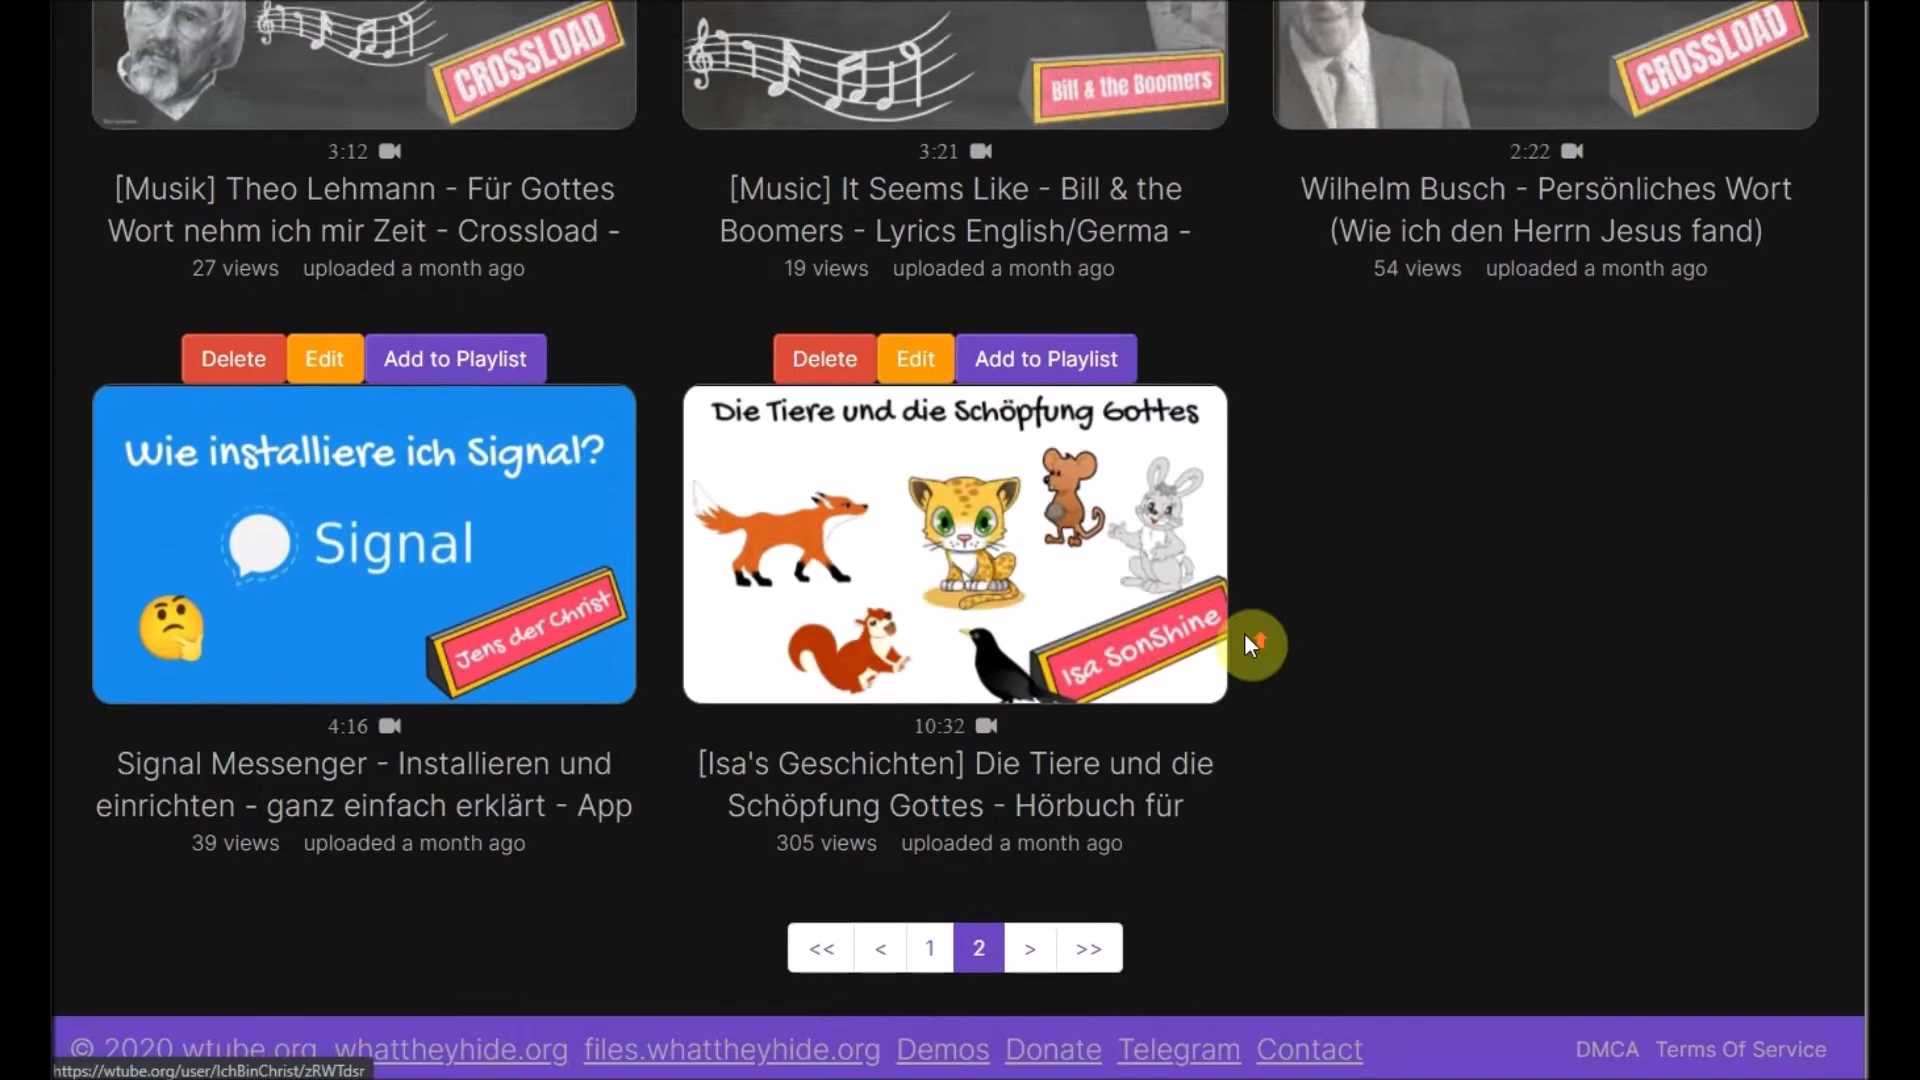 CROSSLOAD
Bill & the Boomers
CROSSLOAD
3:12
3:21
2:22
[Musik] Theo Lehmann - Für Gottes
Wort nehm ich mir Zeit - Crossload -
27 views uploaded a month ago
[Music] It Seems Like - Bill & the
Boomers - Lyrics English/Germa -
19 views uploaded a month ago
Wilhelm Busch - Persönliches Wort
(Wie ich den Herrn Jesus fand)
54 views uploaded a month ago
Delete Edit Add to Playlist
Wie installiere ich Signal?
Signal
Jens der Christ
4:16
Signal Messenger - Installieren und
einrichten - ganz einfach erklärt - App
39 views uploaded a month ago
Delete Edit Add to Playlist
Die Tiere und die Schöpfung Gottes
Isa SonShine
10:32
[Isa's Geschichten] Die Tiere und die
Schöpfung Gottes - Hörbuch für
305 views uploaded a month ago
<< < 1 2 > >>
© 2020 wtube.org whattheyhide.org files.whattheyhide.org Demos Donate Telegram Contact DMCA Terms Of Service
https://wtube.org/user/IchBinChrist/zRWTdsr